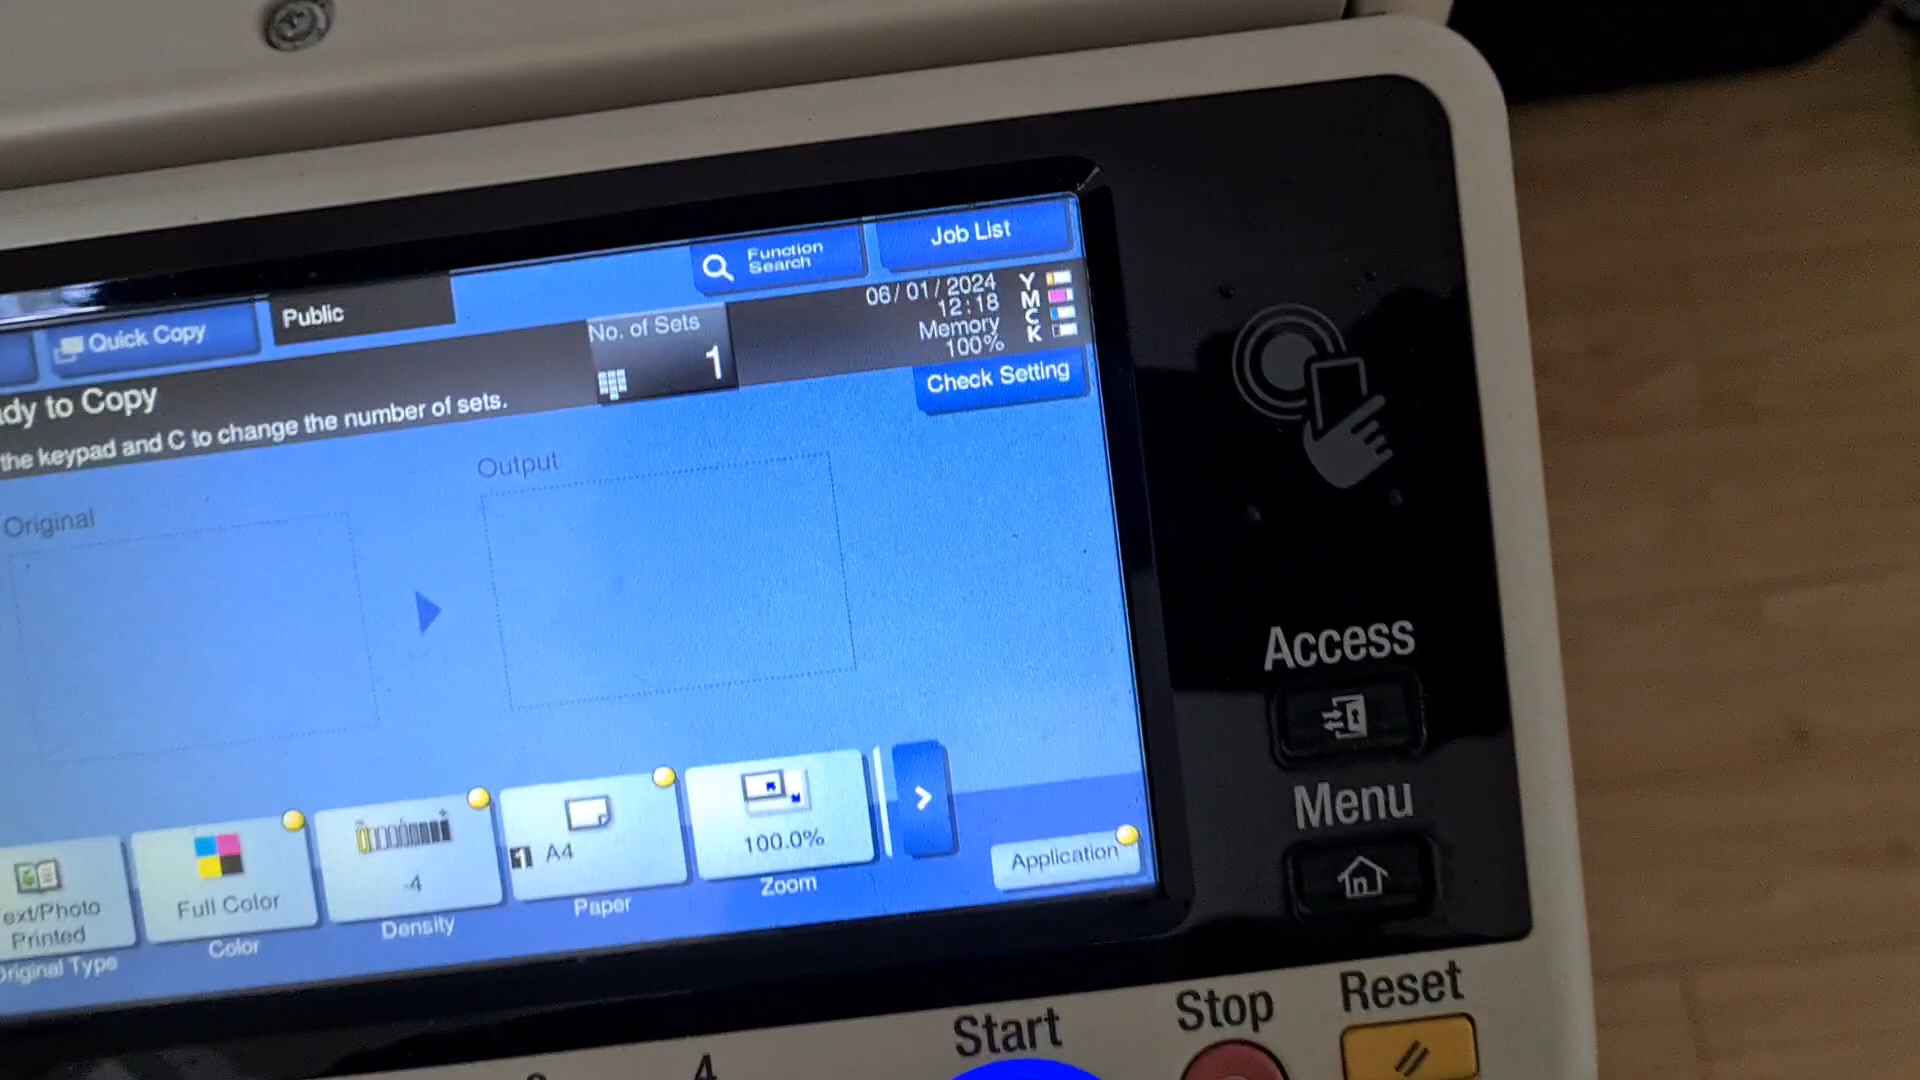 Job List
Function
Search
Public
Quick Copy
06/01/2024
12:18
Memory
100%
Y
M
C
K
No. of Sets
1
dy to Copy
the keypad and C to change the number of sets.
Check Setting
Original
Output
ext/Photo
Printed
Original Type
Full Color
Color
-4
Density
1 A4
Paper
100.0%
Zoom
Application
Access
Menu
Start
Stop
Reset
4